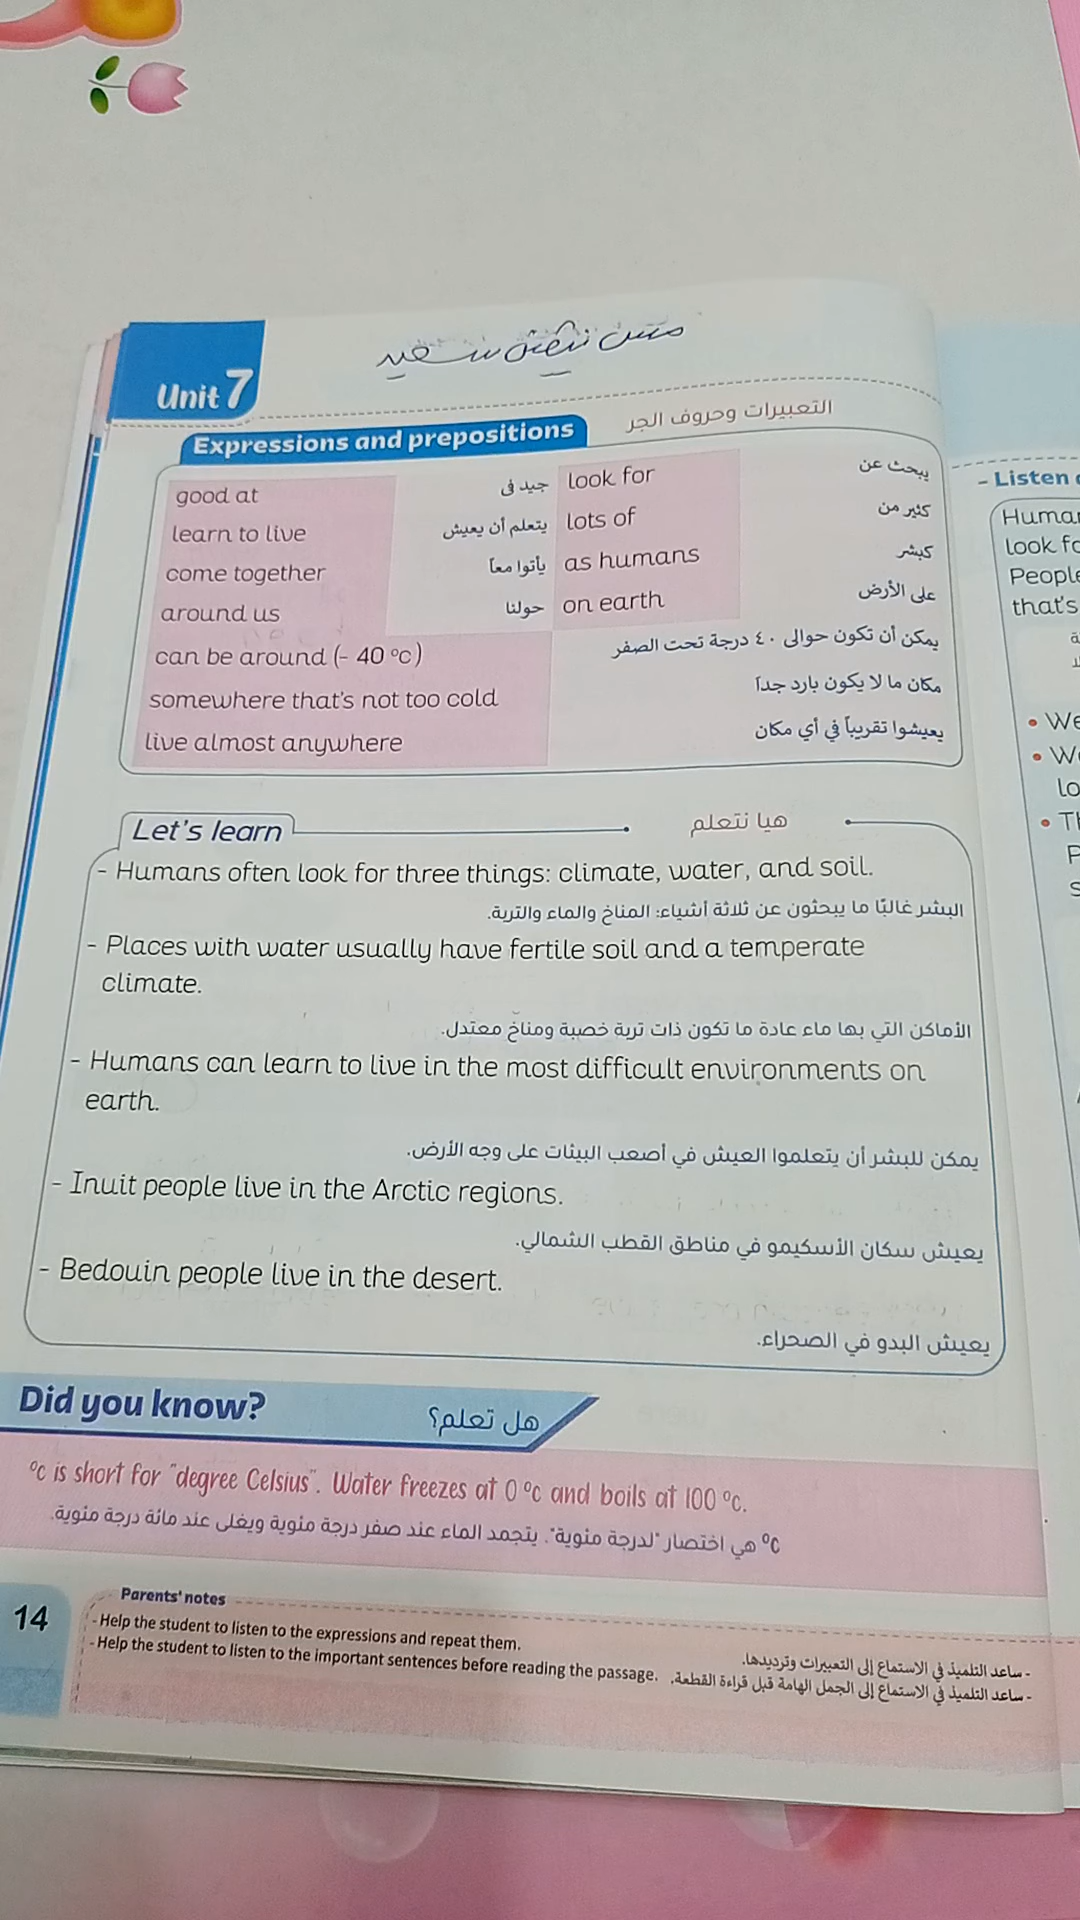 Unit 7
Expressions and prepositions التعبيرات وحروف الجر
good at جيد في look for يبحث عن
learn to live يتعلم أن يعيش lots of كثير من
come together يأتوا معاً as humans كبشر
around us حولنا on earth على الأرض
can be around (- 40 °c) يمكن أن تكون حوالى ٤٠ درجة تحت الصفر
somewhere that's not too cold مكان ما لا يكون بارد جداً
live almost anywhere يعيشوا تقريباً في أي مكان
Let's learn هيا نتعلم
- Humans often look for three things: climate, water, and soil.
البشر غالبًا ما يبحثون عن ثلاثة أشياء: المناخ والماء والتربة.
- Places with water usually have fertile soil and a temperate
climate.
الأماكن التي بها ماء عادة ما تكون ذات تربة خصبة ومناخ معتدل.
- Humans can learn to live in the most difficult environments on
earth.
يمكن للبشر أن يتعلموا العيش في أصعب البيئات على وجه الأرض.
- Inuit people live in the Arctic regions.
يعيش سكان الأسكيمو في مناطق القطب الشمالي.
- Bedouin people live in the desert.
يعيش البدو في الصحراء.
Did you know? هل تعلم؟
°c is short for "degree Celsius". Water freezes at 0 °c and boils at 100 °c.
°c هي اختصار "لدرجة مئوية". يتجمد الماء عند صفر درجة مئوية ويغلى عند مائة درجة مئوية.
Parents' notes
- Help the student to listen to the expressions and repeat them.
- ساعد التلميذ في الاستماع إلى التعبيرات وترديدها.
- Help the student to listen to the important sentences before reading the passage.
- ساعد التلميذ في الاستماع إلى الجمل الهامة قبل قراءة القطعة.
14
- Listen
look
that's
• We